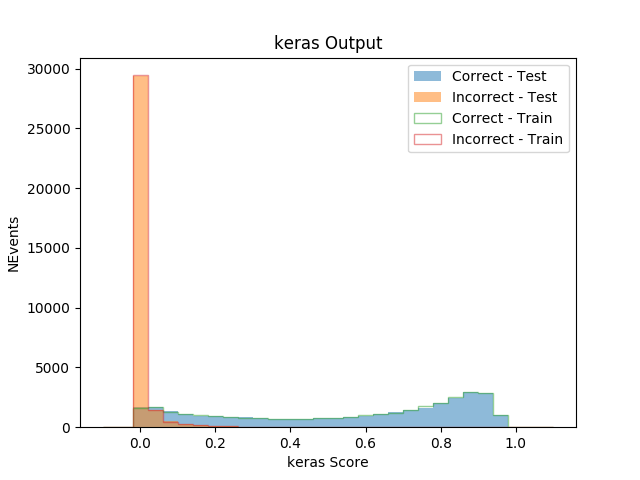 keras Output
30000
25000
20000
15000
10000
5000
0
NEvents
Correct - Test
Incorrect - Test
Correct - Train
Incorrect - Train
0.0 0.2 0.4 0.6 0.8 1.0
keras Score